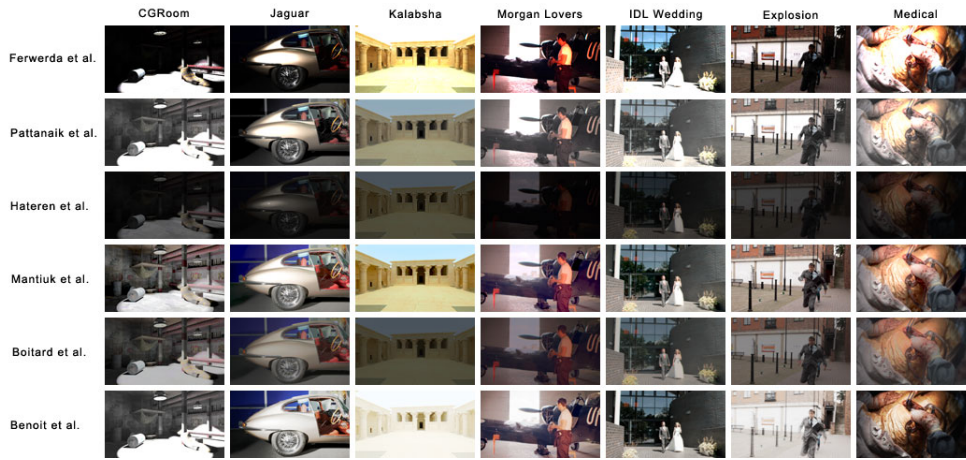 CGRoom Jaguar Kalabsha Morgan Lovers IDL Wedding Explosion Medical
Ferwerda et al.
Pattanaik et al.
Hateren et al.
Mantiuk et al.
Boitard et al.
Benoit et al.